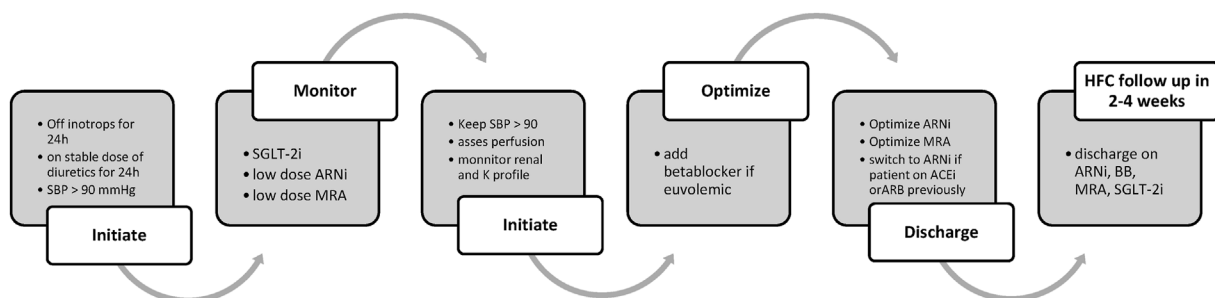 • Off inotrops for
24h
• on stable dose of
diuretics for 24h
• SBP > 90 mmHg
Initiate
Monitor
• SGLT-2i
• low dose ARNi
• low dose MRA
• Keep SBP > 90
• asses perfusion
• monnitor renal
and K profile
Initiate
Optimize
• add
betablocker if
euvolemic
• Optimize ARNi
• Optimize MRA
• switch to ARNi if
patient on ACEi
orARB previously
Discharge
HFC follow up in
2-4 weeks
• discharge on
ARNi, BB,
MRA, SGLT-2i